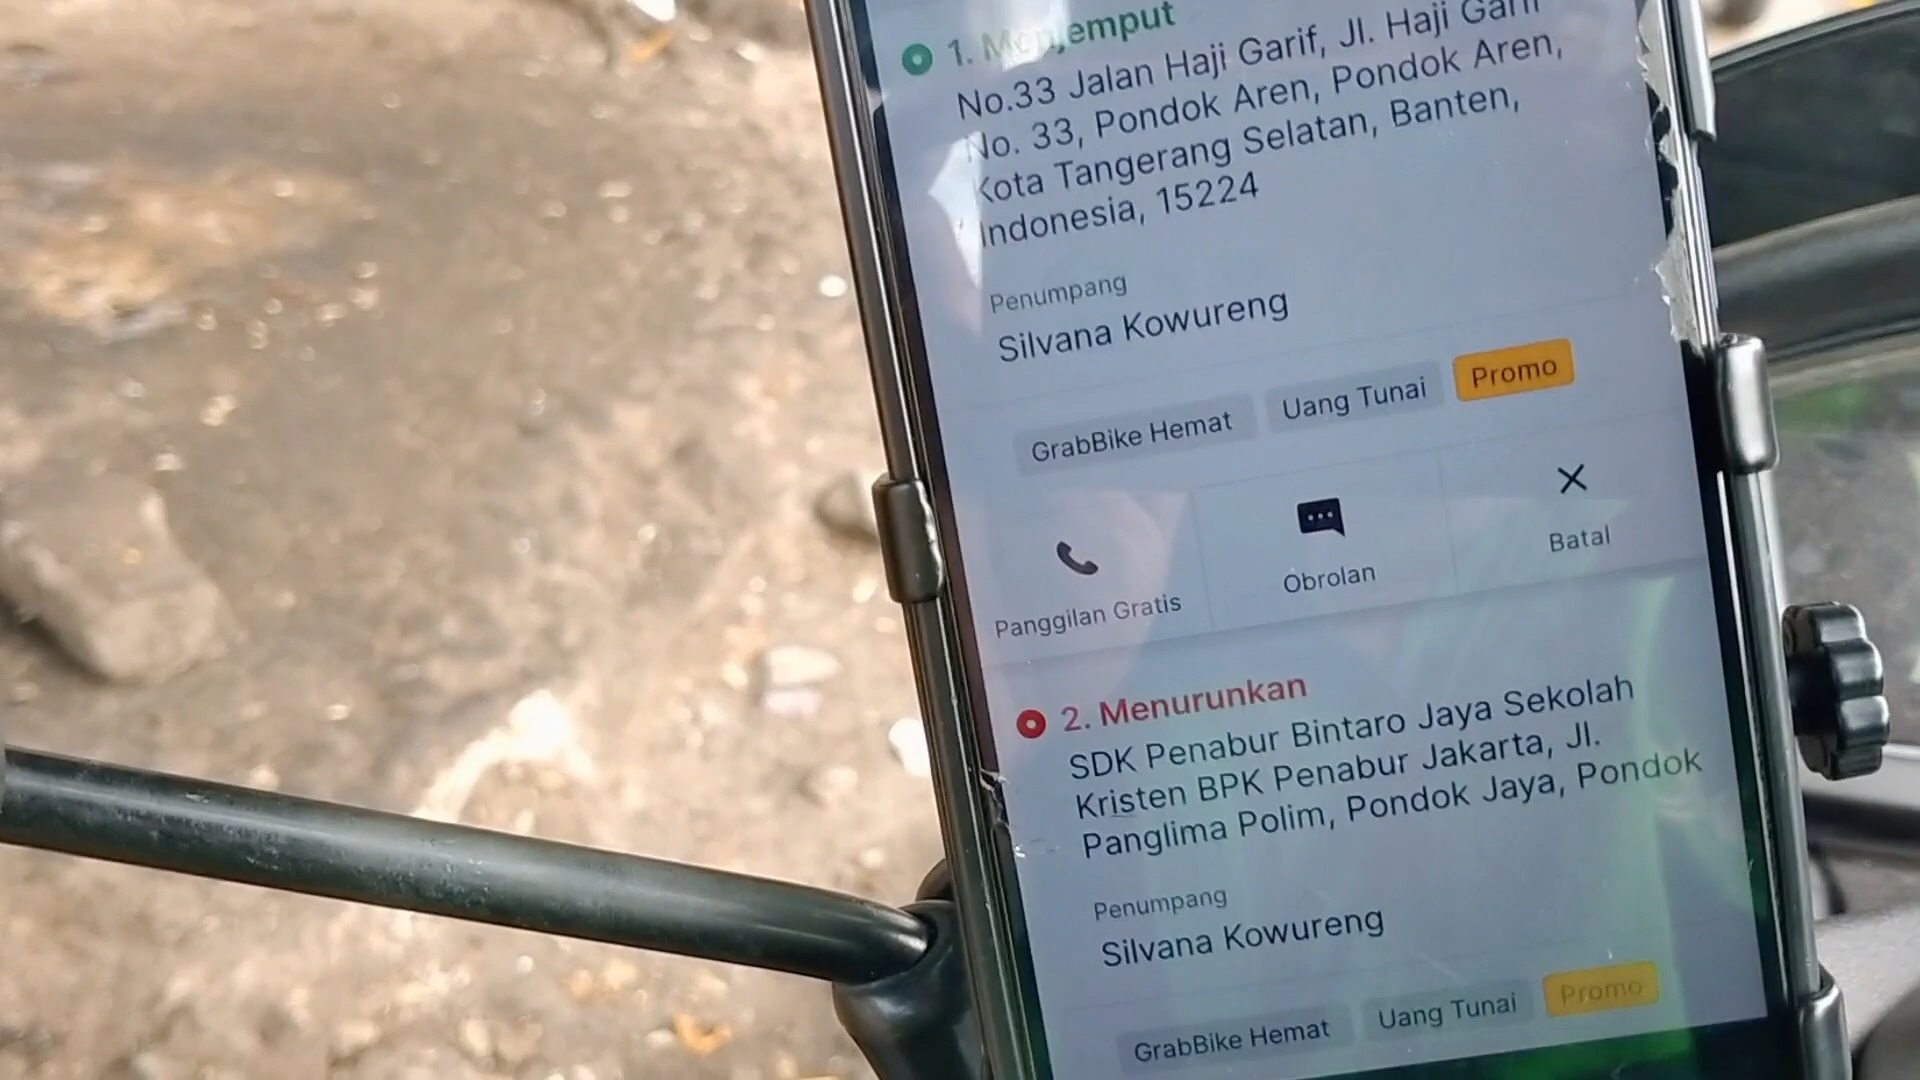 1. Menjemput
No.33 Jalan Haji Garif, Jl. Haji Garif
No. 33, Pondok Aren, Pondok Aren,
Kota Tangerang Selatan, Banten,
Indonesia, 15224
Penumpang
Silvana Kowureng
GrabBike Hemat
Uang Tunai
Promo
Panggilan Gratis
Obrolan
Batal
2. Menurunkan
SDK Penabur Bintaro Jaya Sekolah
Kristen BPK Penabur Jakarta, Jl.
Panglima Polim, Pondok Jaya, Pondok
Penumpang
Silvana Kowureng
GrabBike Hemat
Uang Tunai
Promo